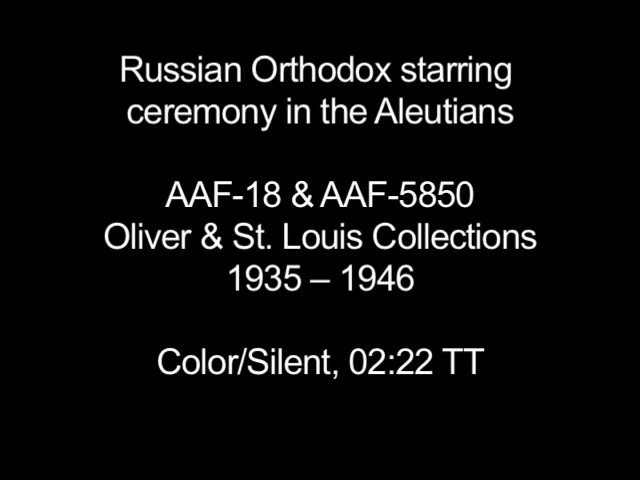 Russian Orthodox starring
ceremony in the Aleutians
AAF-18 & AAF-5850
Oliver & St. Louis Collections
1935 – 1946
Color/Silent, 02:22 TT